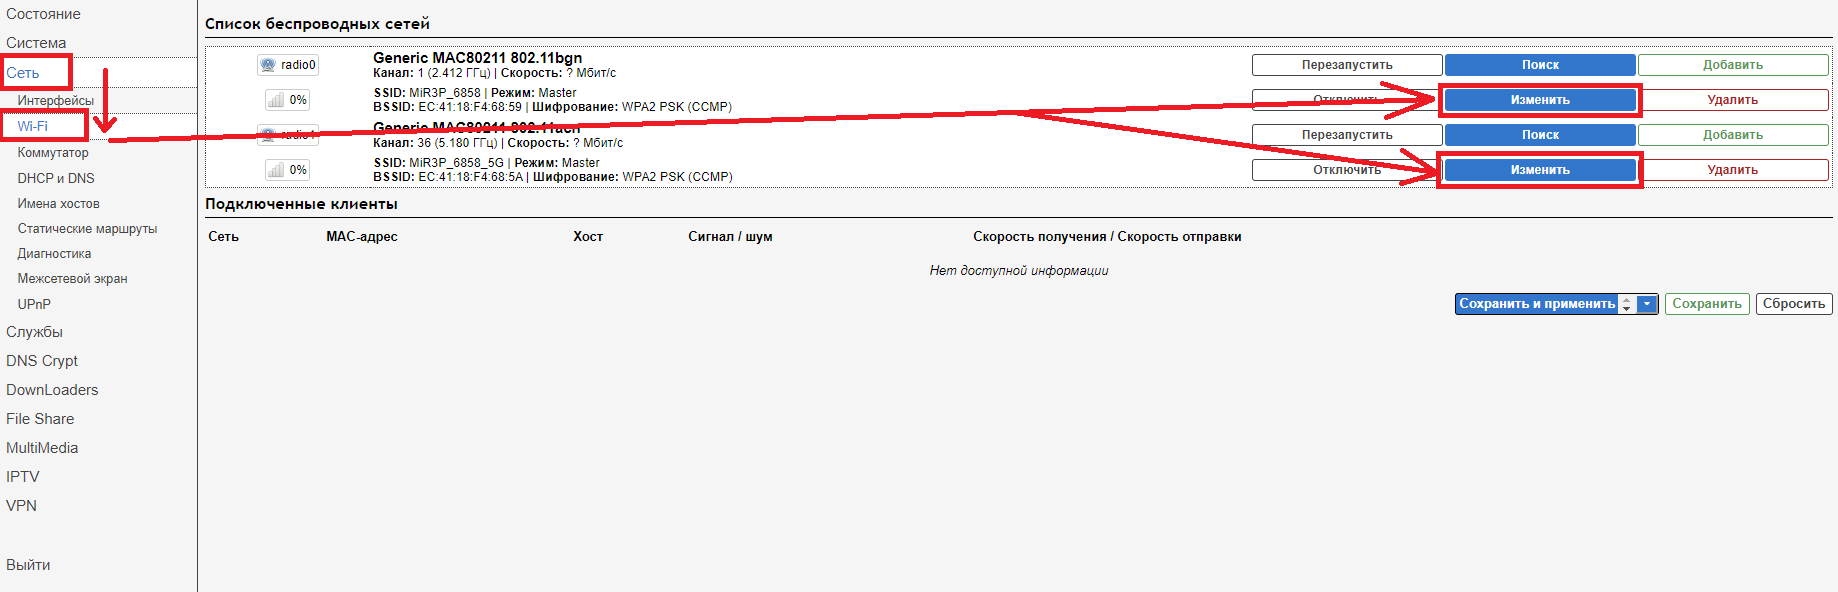 Состояние
Система
Сеть
Интерфейсы
Wi-Fi
Коммутатор
DHCP и DNS
Имена хостов
Статические маршруты
Диагностика
Межсетевой экран
UPnP
Службы
DNS Crypt
DownLoaders
File Share
MultiMedia
IPTV
VPN
Выйти
Список беспроводных сетей
radio0 Generic MAC80211 802.11bgn Перезапустить Поиск Добавить
Канал: 1 (2.412 ГГц) | Скорость: ? Мбит/с
0% SSID: MiR3P_6858 | Режим: Master Отключить Изменить Удалить
BSSID: EC:41:18:F4:68:59 | Шифрование: WPA2 PSK (CCMP)
radio1 Generic MAC80211 802.11acn Перезапустить Поиск Добавить
Канал: 36 (5.180 ГГц) | Скорость: ? Мбит/с
0% SSID: MiR3P_6858_5G | Режим: Master Отключить Изменить Удалить
BSSID: EC:41:18:F4:68:5A | Шифрование: WPA2 PSK (CCMP)
Подключенные клиенты
Сеть MAC-адрес Хост Сигнал / шум Скорость получения / Скорость отправки
Нет доступной информации
Сохранить и применить Сохранить Сбросить